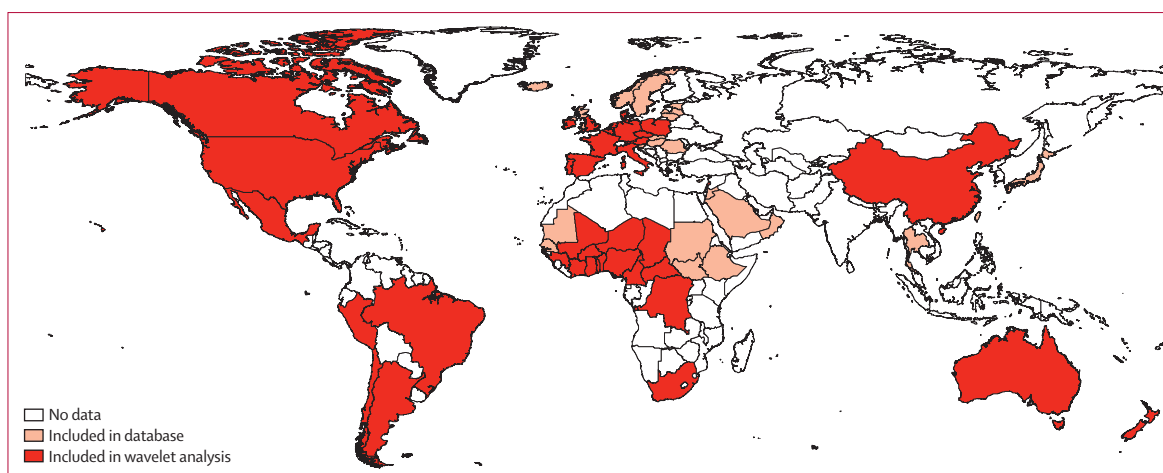 No data
Included in database
Included in wavelet analysis